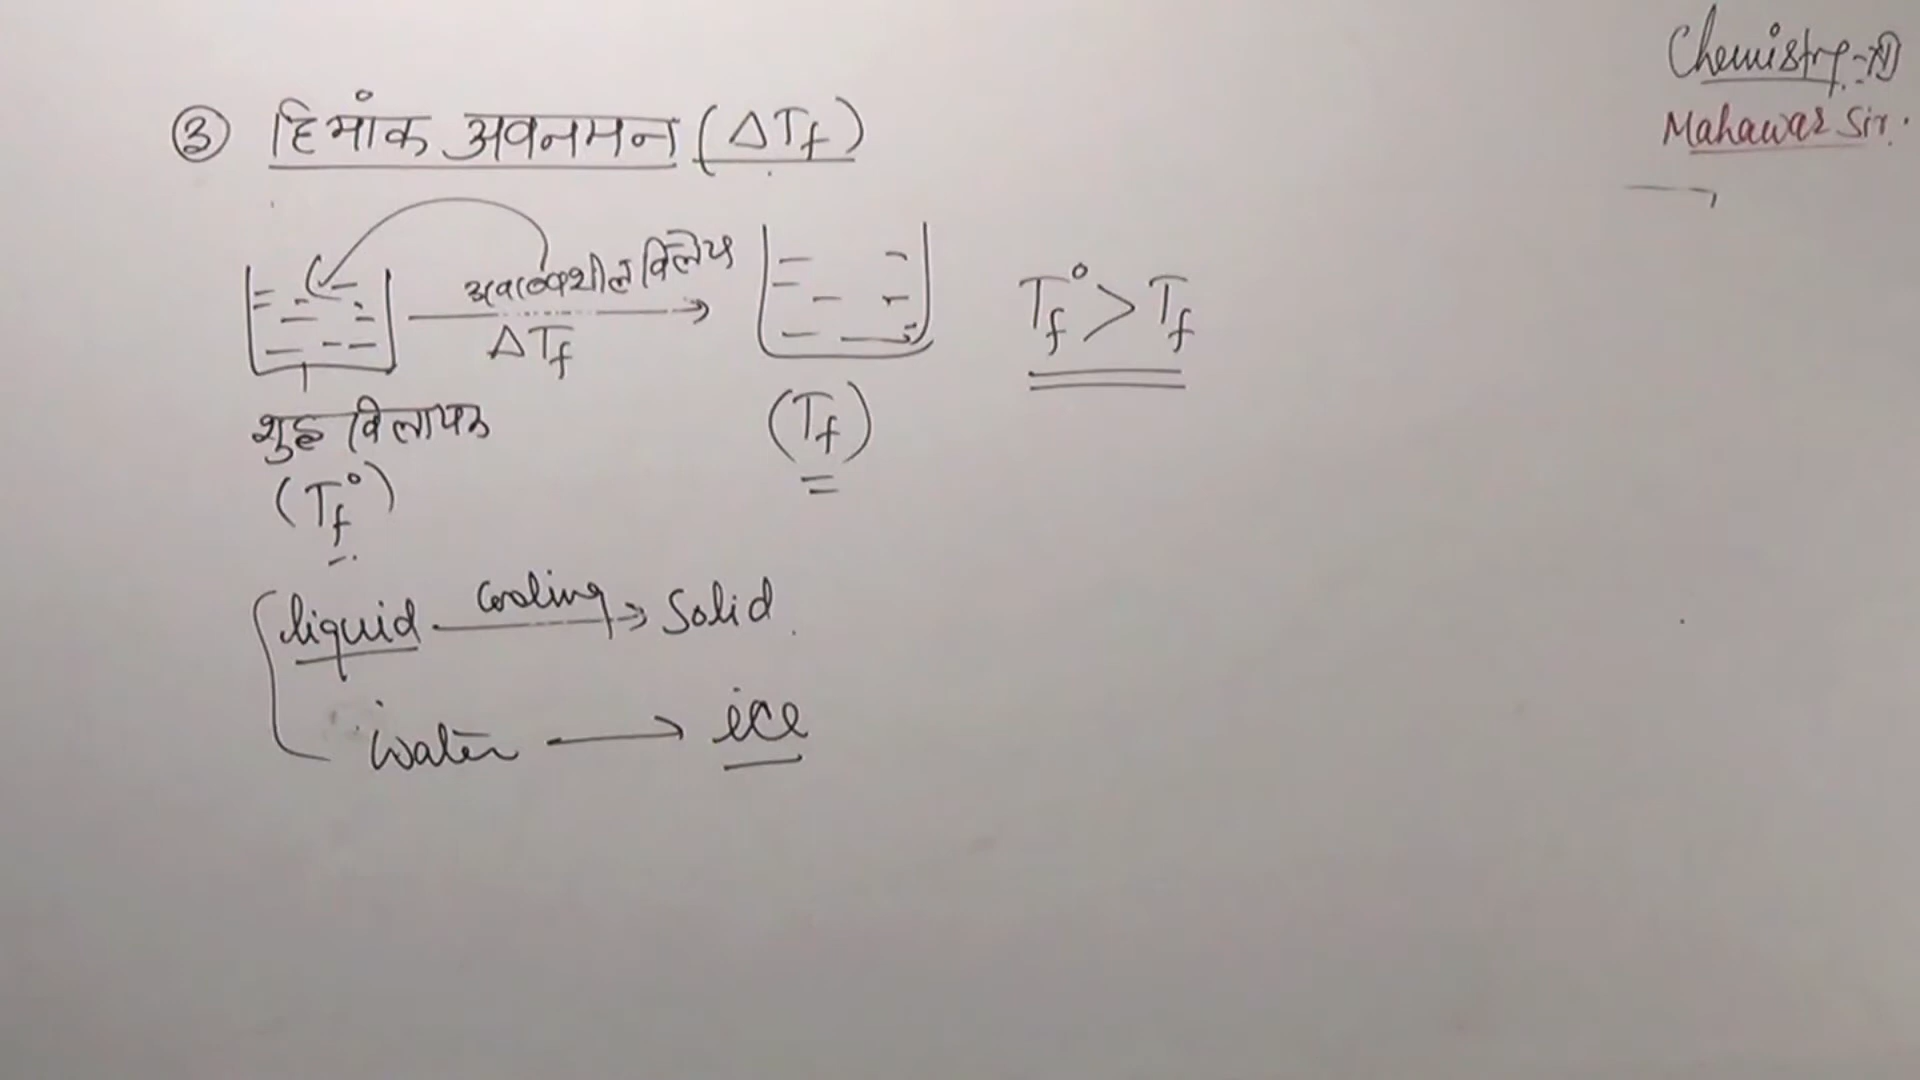 Chemistry-XII
Mahawar Sir.
③ हिमांक अवनमन (ΔTf)
अवाष्पशील विलेय
ΔTf
Tf° > Tf
शुद्ध विलायक
(Tf°)
(Tf)
liquid cooling → Solid
water → ice